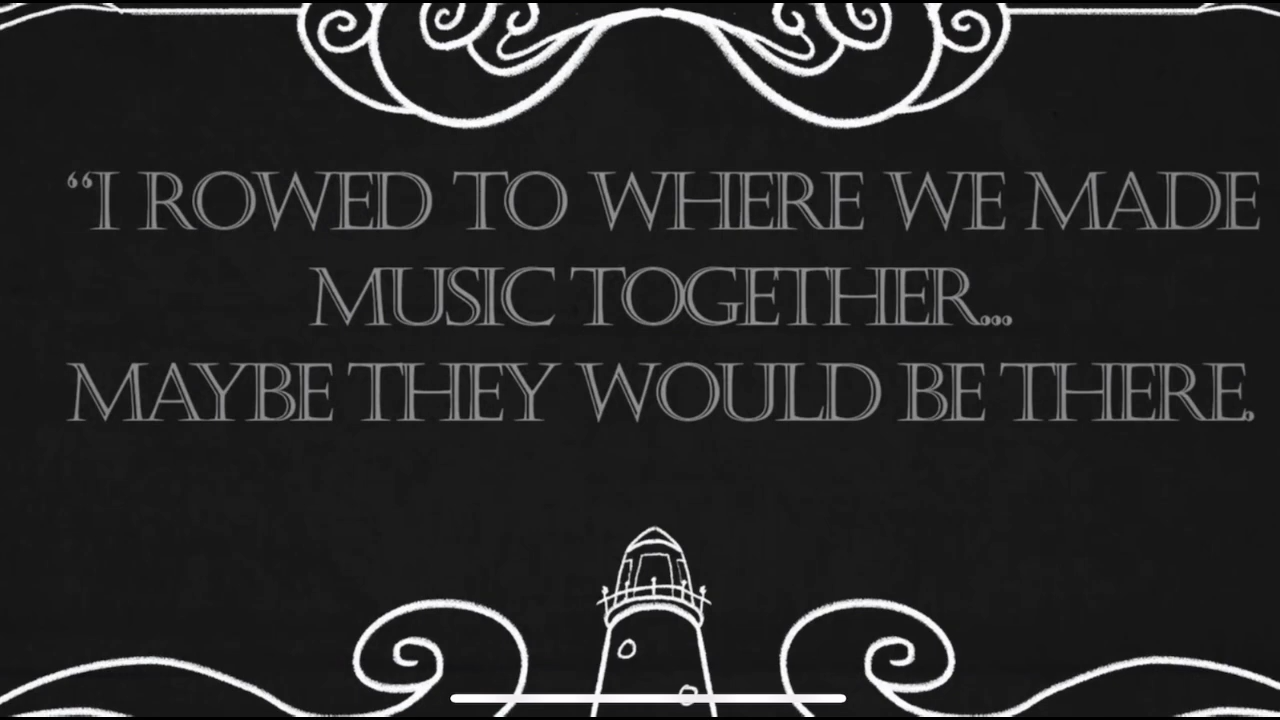 “I ROWED TO WHERE WE MADE
MUSIC TOGETHER...
MAYBE THEY WOULD BE THERE.